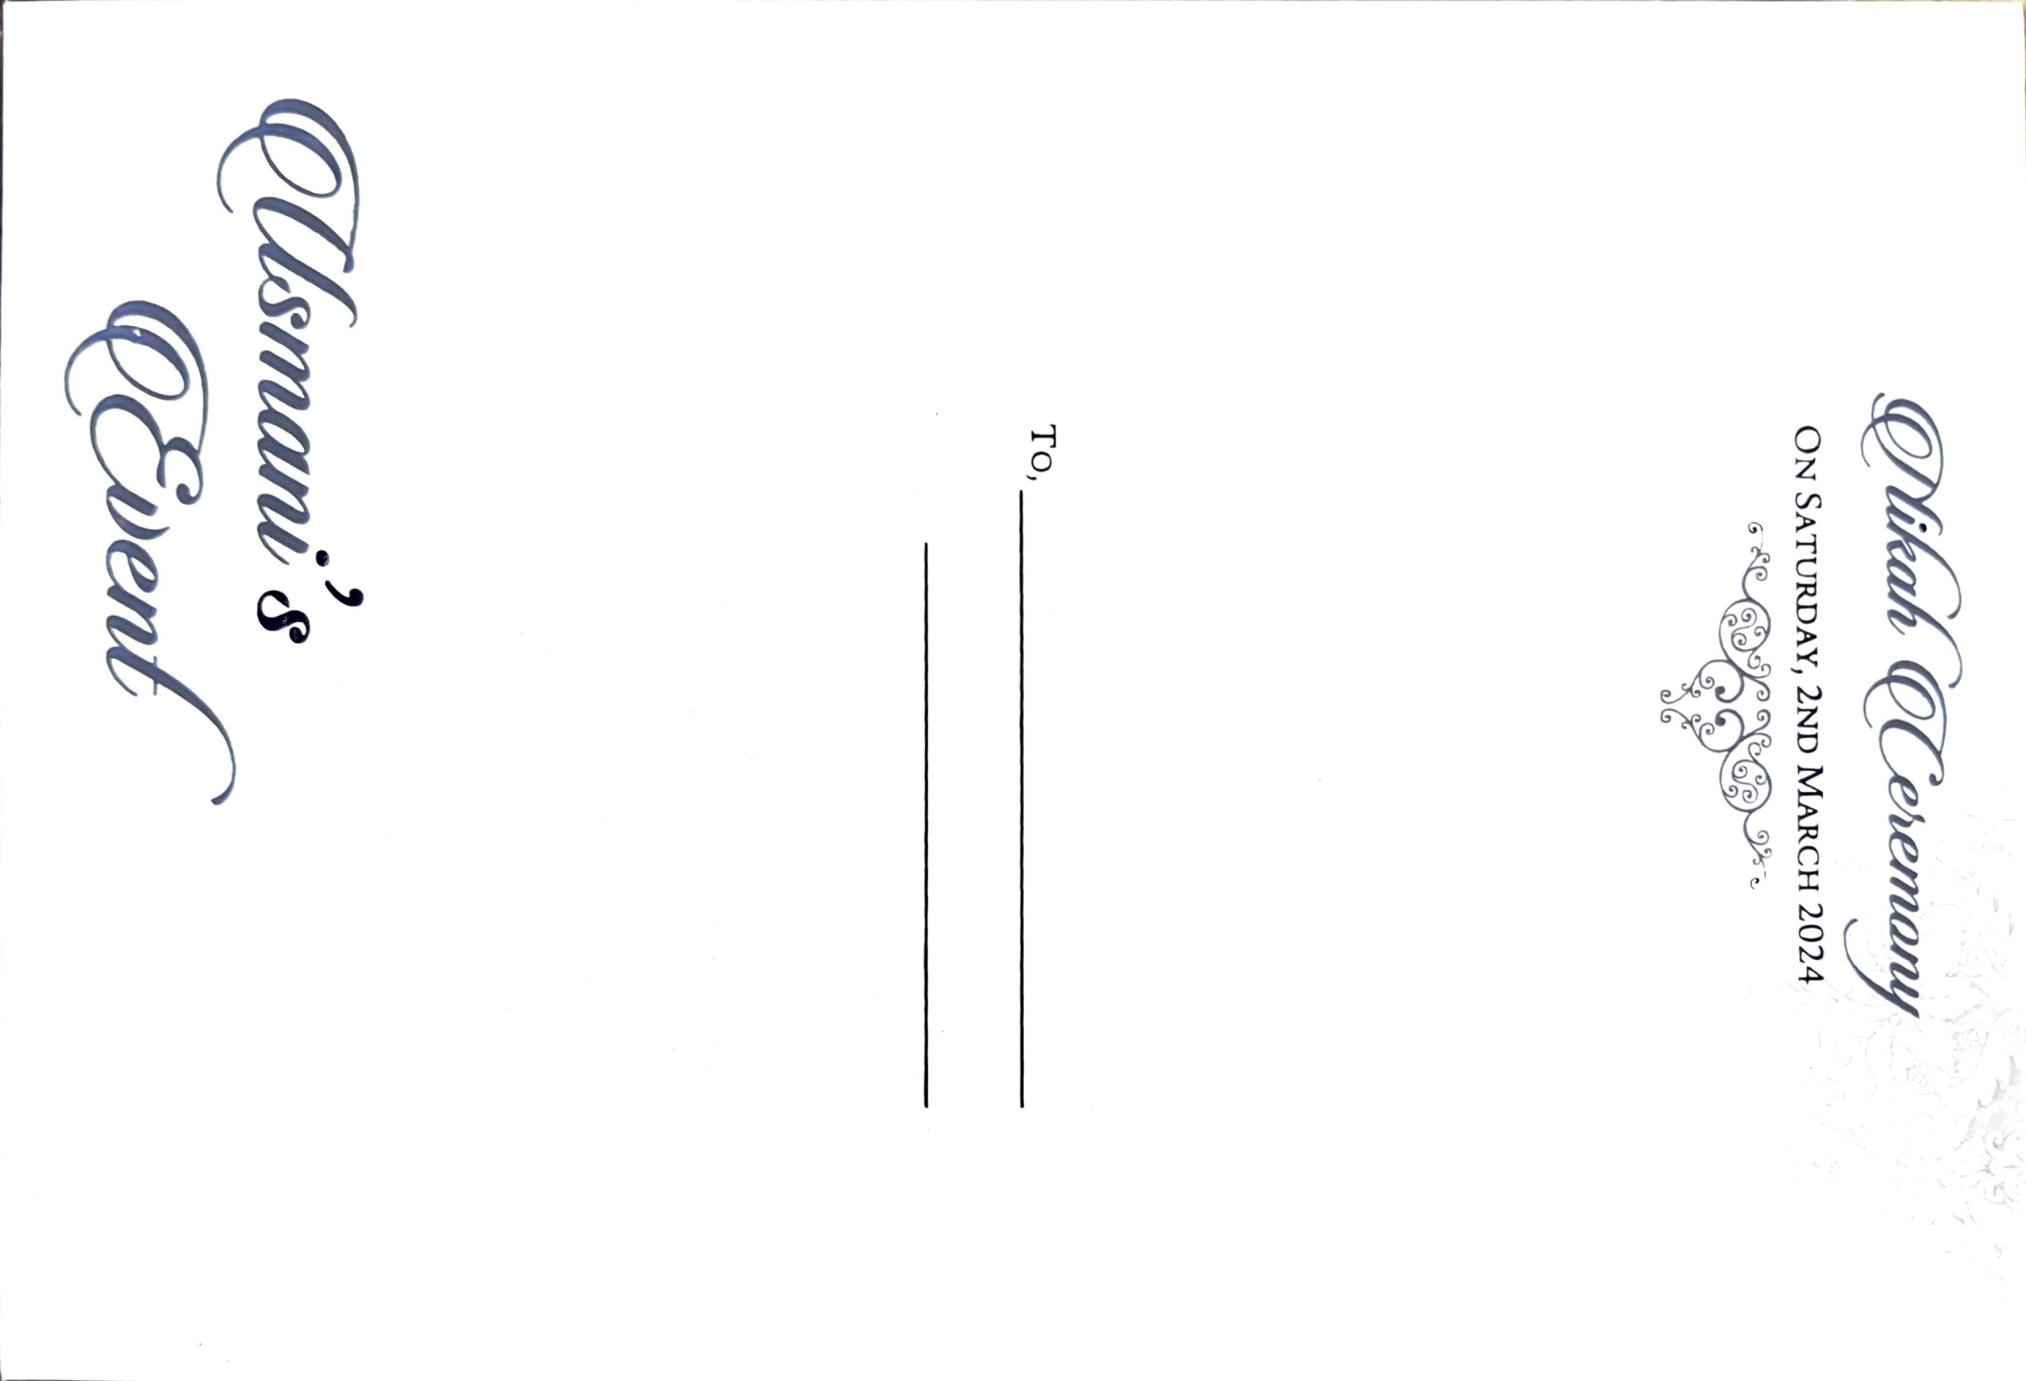 Nikah Ceremony
On Saturday, 2nd March 2024
To,
Usmani's
Event